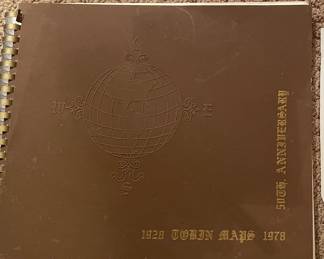 W E
S
50TH. ANNIVERSARY
1928 TOBIN MAPS 1978